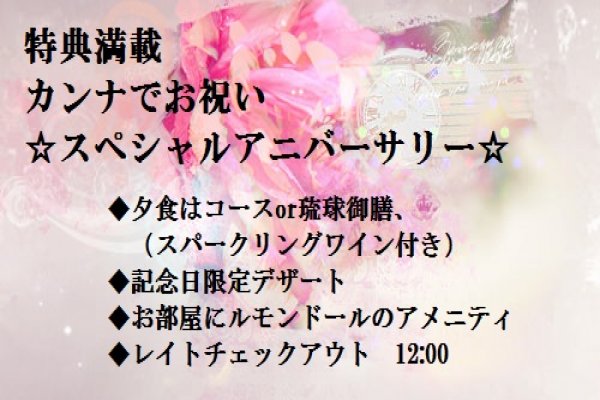 特典満載
カンナでお祝い
☆スペシャルアニバーサリー☆
◆夕食はコースor琉球御膳、
（スパークリングワイン付き）
◆記念日限定デザート
◆お部屋にルモンドールのアメニティ
◆レイトチェックアウト　12:00